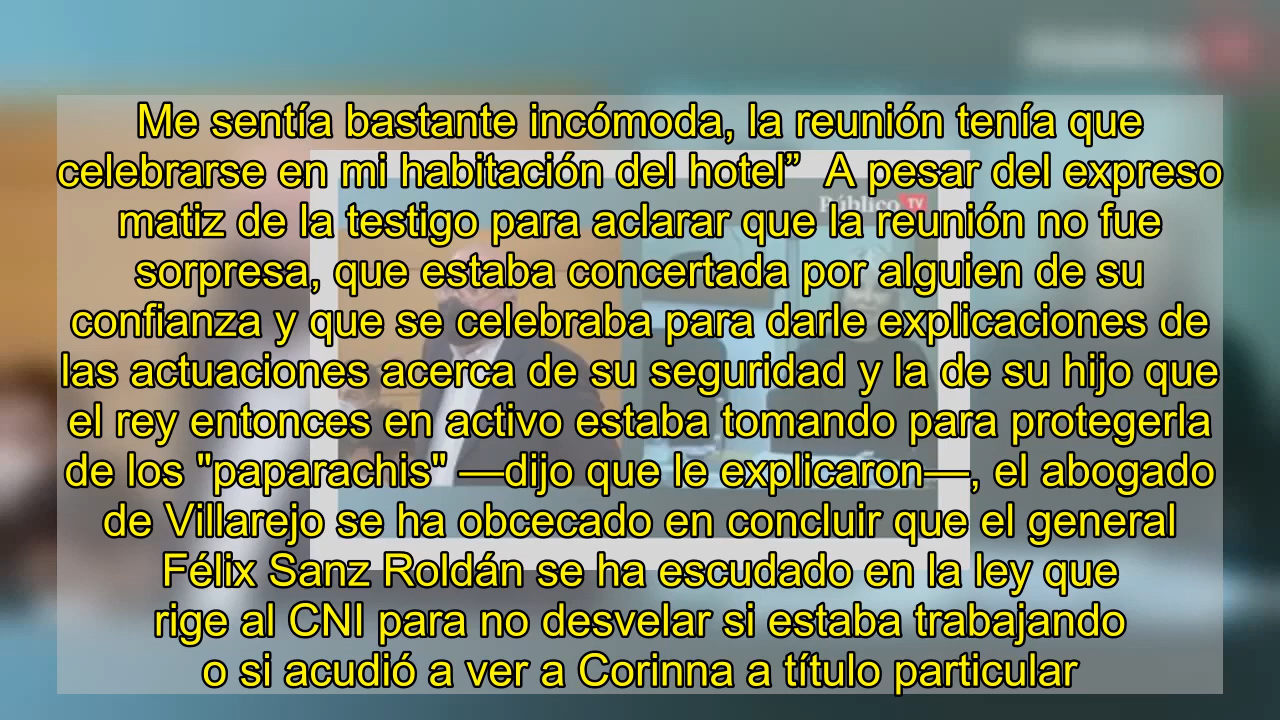 Me sentía bastante incómoda, la reunión tenía que
celebrarse en mi habitación del hotel”  A pesar del expreso
matiz de la testigo para aclarar que la reunión no fue
sorpresa, que estaba concertada por alguien de su
confianza y que se celebraba para darle explicaciones de
las actuaciones acerca de su seguridad y la de su hijo que
el rey entonces en activo estaba tomando para protegerla
de los "paparachis" —dijo que le explicaron—, el abogado
de Villarejo se ha obcecado en concluir que el general
Félix Sanz Roldán se ha escudado en la ley que
rige al CNI para no desvelar si estaba trabajando
o si acudió a ver a Corinna a título particular
Público TV